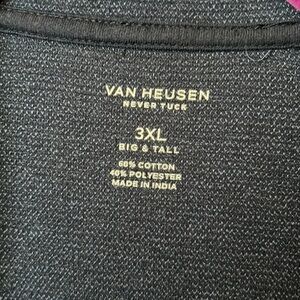 VAN HEUSEN
NEVER TUCK
3XL
BIG & TALL
60% COTTON
40% POLYESTER
MADE IN INDIA